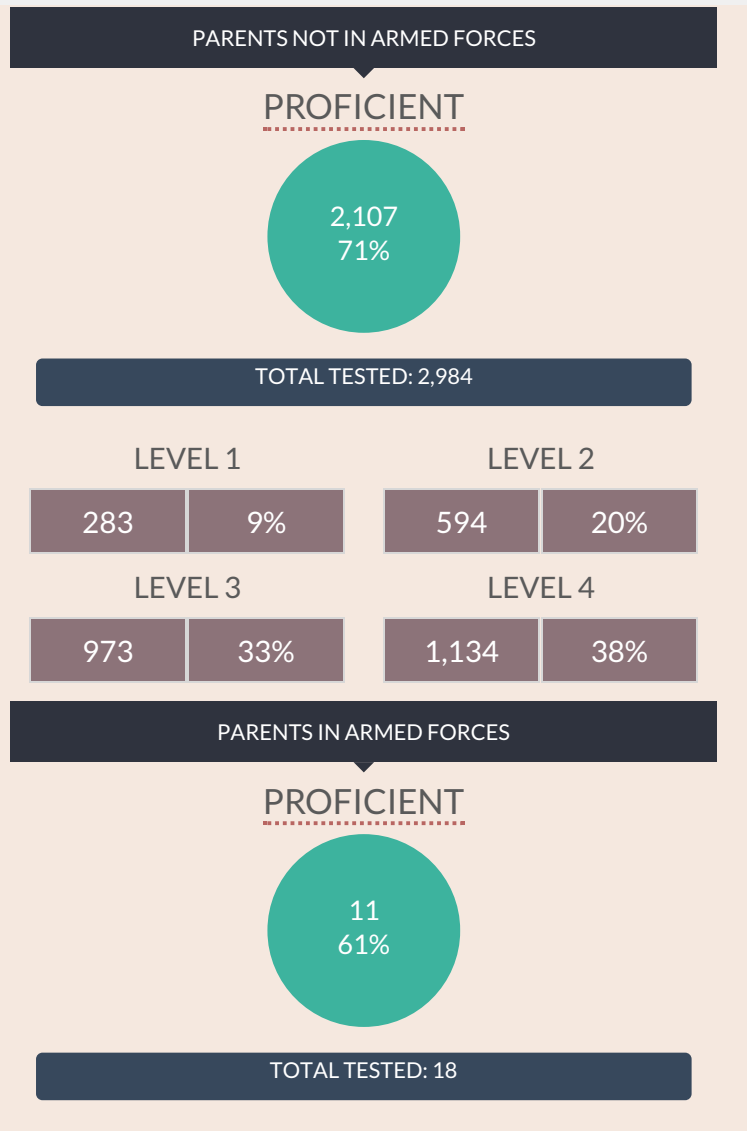 PARENTS NOT IN ARMED FORCES
PROFICIENT
2,107
71%
TOTAL TESTED: 2,984
LEVEL 1
LEVEL 2
283 9%
594 20%
LEVEL 3
LEVEL 4
973 33%
1,134 38%
PARENTS IN ARMED FORCES
PROFICIENT
11
61%
TOTAL TESTED: 18